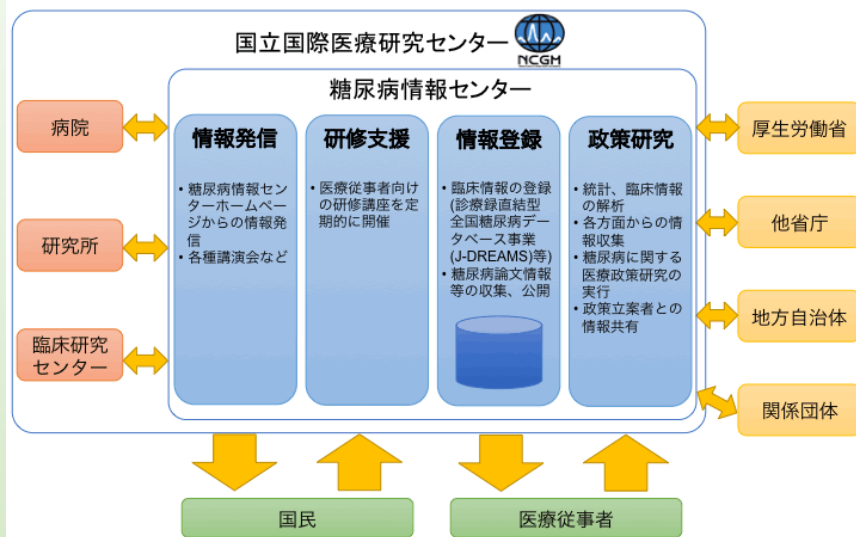 国立国際医療研究センター
NCGM
糖尿病情報センター
病院
研究所
臨床研究
センター
情報発信
・糖尿病情報セン
ターホームペー
ジからの情報発
信
・各種講演会など
研修支援
・医療従事者向け
の研修講座を定
期的に開催
情報登録
・臨床情報の登録
(診療録直結型
全国糖尿病デー
タベース事業
(J-DREAMS)等)
・糖尿病論文情報
等の収集、公開
政策研究
・統計、臨床情報
の解析
・各方面からの情
報収集
・糖尿病に関する
医療政策研究の
実行
・政策立案者との
情報共有
厚生労働省
他省庁
地方自治体
関係団体
国民
医療従事者